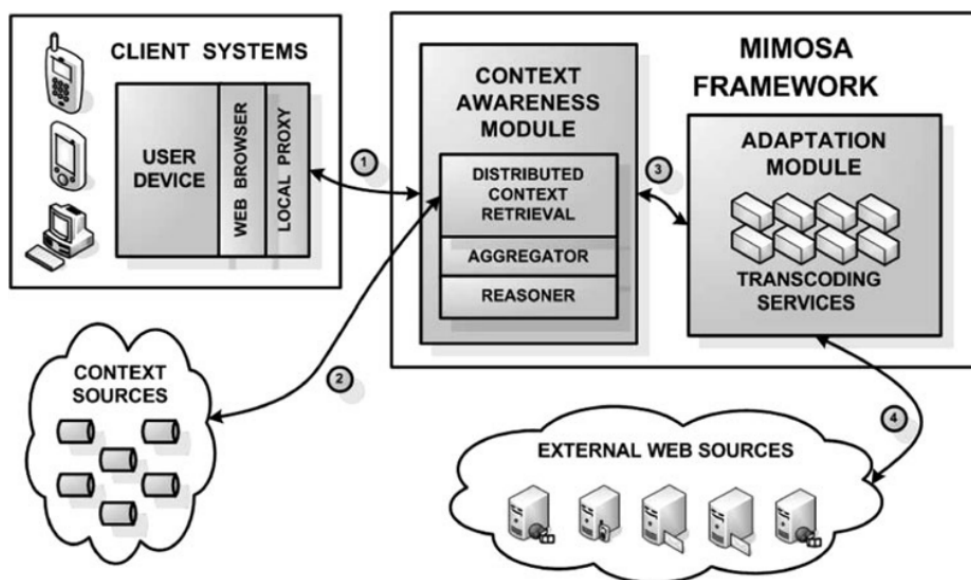 CLIENT SYSTEMS
USER
DEVICE
WEB BROWSER
LOCAL PROXY
1
CONTEXT
AWARENESS
MODULE
DISTRIBUTED
CONTEXT
RETRIEVAL
AGGREGATOR
REASONER
MIMOSA
FRAMEWORK
3
ADAPTATION
MODULE
TRANSCODING
SERVICES
CONTEXT
SOURCES
2
4
EXTERNAL WEB SOURCES